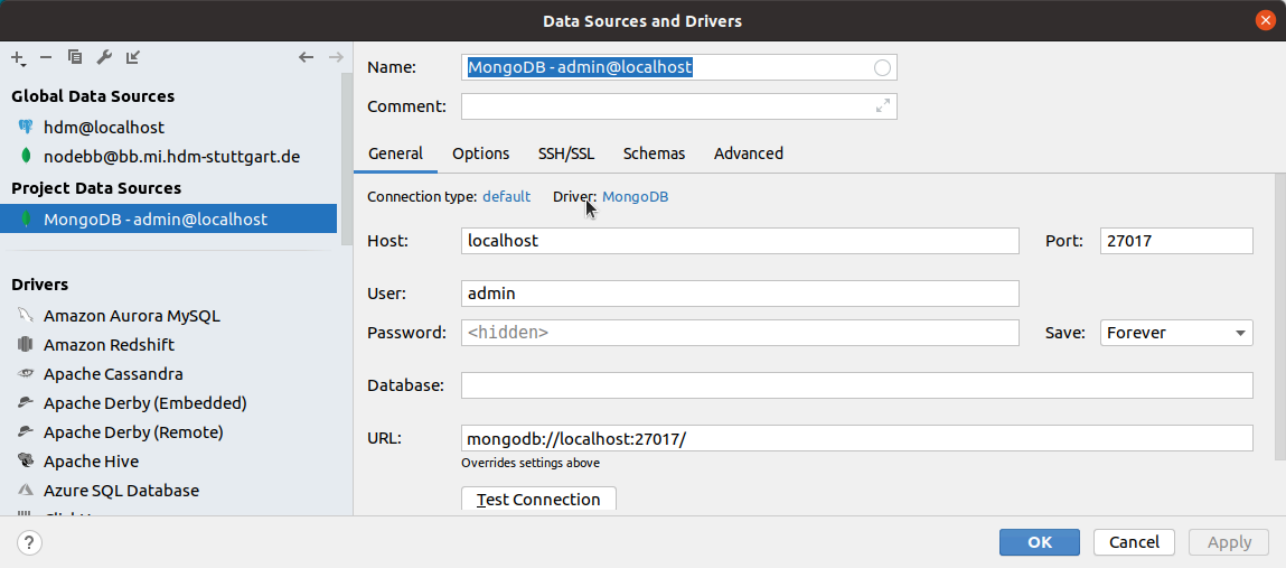 Data Sources and Drivers
Global Data Sources
hdm@localhost
nodebb@bb.mi.hdm-stuttgart.de
Project Data Sources
MongoDB - admin@localhost
Drivers
Amazon Aurora MySQL
Amazon Redshift
Apache Cassandra
Apache Derby (Embedded)
Apache Derby (Remote)
Apache Hive
Azure SQL Database
Name: MongoDB - admin@localhost
Comment:
General Options SSH/SSL Schemas Advanced
Connection type: default Driver: MongoDB
Host: localhost Port: 27017
User: admin
Password: <hidden> Save: Forever
Database:
URL: mongodb://localhost:27017/
Overrides settings above
Test Connection
? OK Cancel Apply